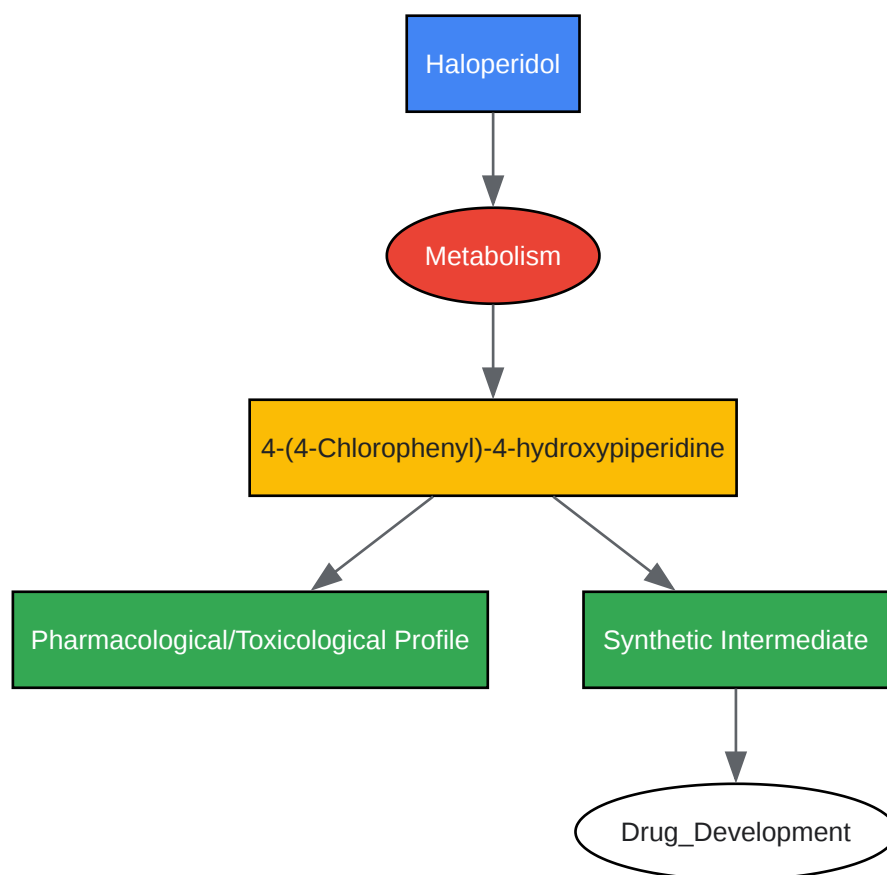 Haloperidol
Metabolism
4-(4-Chlorophenyl)-4-hydroxypiperidine
Pharmacological/Toxicological Profile
Synthetic Intermediate
Drug_Development